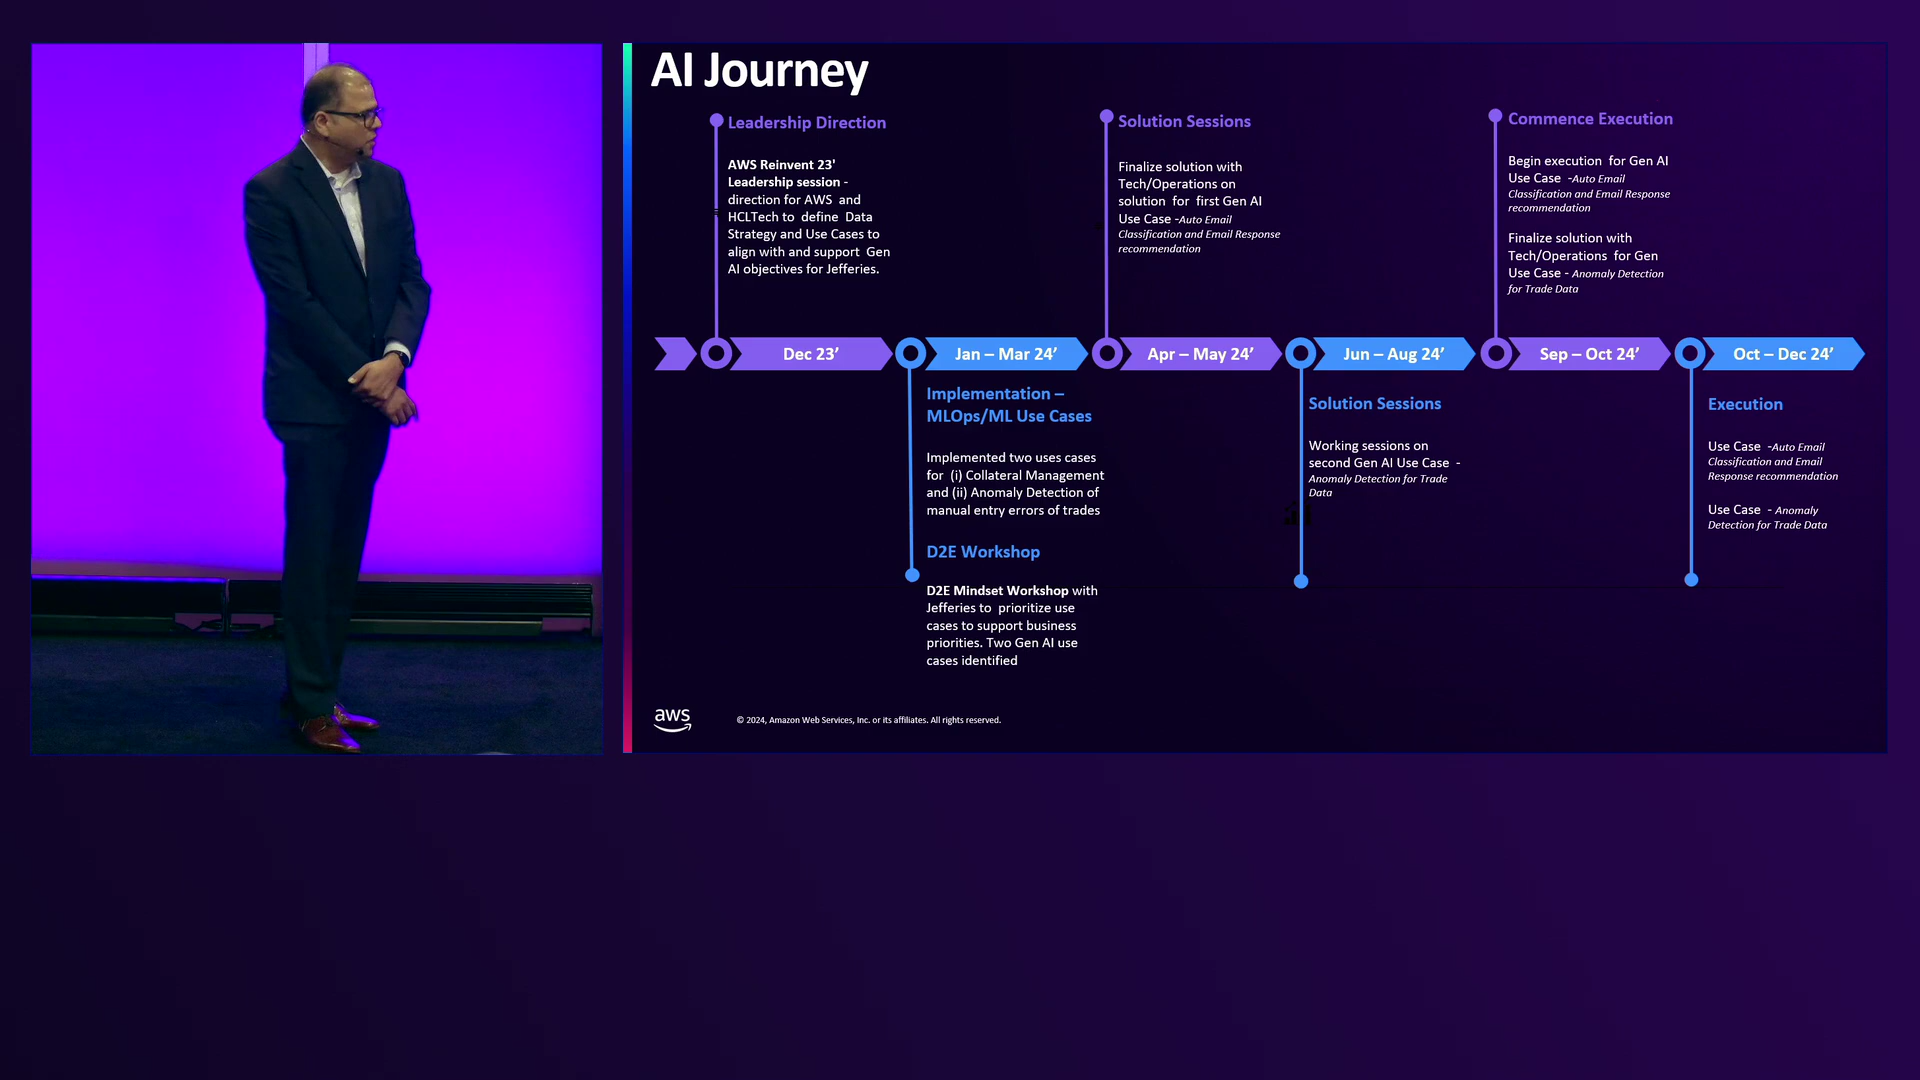 AI Journey
Leadership Direction
AWS Reinvent 23'
Leadership session -
direction for AWS and
HCLTech to define Data
Strategy and Use Cases to
align with and support Gen
AI objectives for Jefferies.
Solution Sessions
Finalize solution with
Tech/Operations on
solution for first Gen AI
Use Case -Auto Email
Classification and Email Response
recommendation
Commence Execution
Begin execution for Gen AI
Use Case -Auto Email
Classification and Email Response
recommendation
Finalize solution with
Tech/Operations for Gen
Use Case - Anomaly Detection
for Trade Data
Dec 23’
Jan – Mar 24’
Apr – May 24’
Jun – Aug 24’
Sep – Oct 24’
Oct – Dec 24’
Implementation –
MLOps/ML Use Cases
Implemented two uses cases
for (i) Collateral Management
and (ii) Anomaly Detection of
manual entry errors of trades
D2E Workshop
D2E Mindset Workshop with
Jefferies to prioritize use
cases to support business
priorities. Two Gen AI use
cases identified
Solution Sessions
Working sessions on
second Gen AI Use Case -
Anomaly Detection for Trade
Data
Execution
Use Case -Auto Email
Classification and Email
Response recommendation
Use Case - Anomaly
Detection for Trade Data
aws
© 2024, Amazon Web Services, Inc. or its affiliates. All rights reserved.